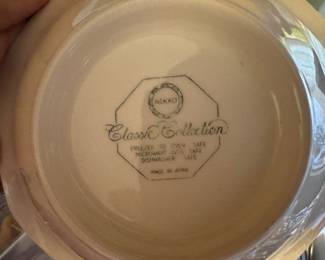 NIKKO
Classic Collection
FREEZER TO OVEN SAFE
MICROWAVE OVEN SAFE
DISHWASHER SAFE
MADE IN JAPAN